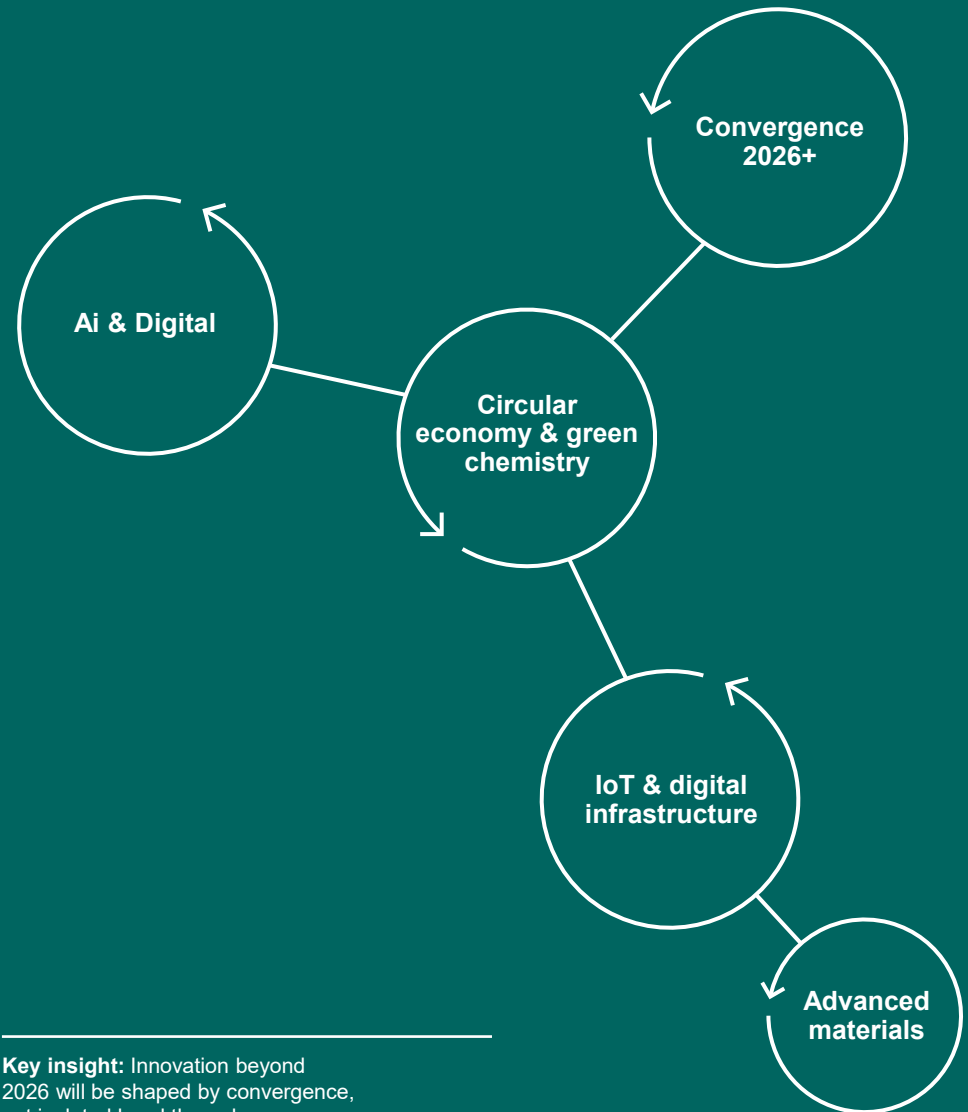 Convergence
2026+
Ai & Digital
Circular
economy & green
chemistry
IoT & digital
infrastructure
Advanced
materials
Key insight: Innovation beyond
2026 will be shaped by convergence,